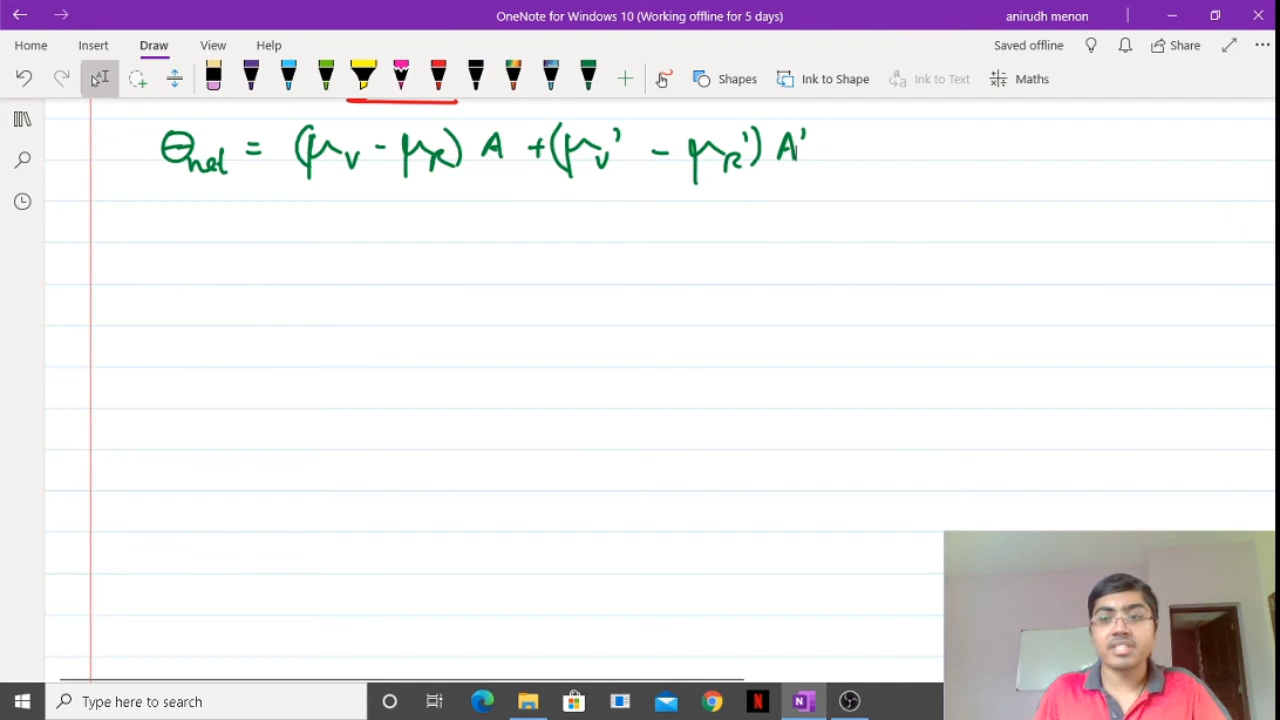 OneNote for Windows 10 (Working offline for 5 days)
anirudh menon
Home Insert Draw View Help
Saved offline
Share
Shapes
Ink to Shape
Ink to Text
Maths
θnet = (μv - μR) A + (μv' - μR') A'
Type here to search